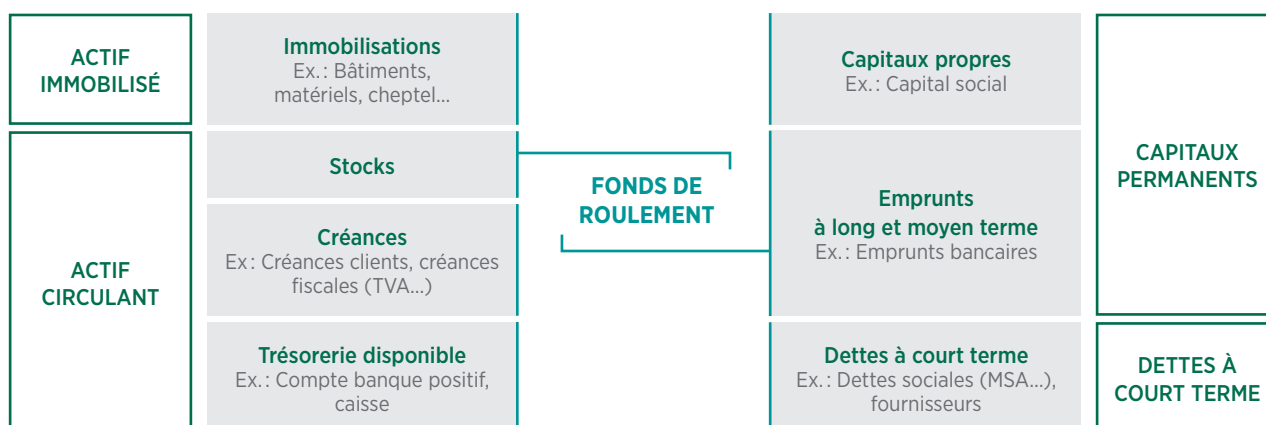 ACTIF
IMMOBILISÉ
Immobilisations
Ex. : Bâtiments,
matériels, cheptel...
Capitaux propres
Ex. : Capital social
CAPITAUX
PERMANENTS
Stocks
FONDS DE
ROULEMENT
Emprunts
à long et moyen terme
Ex. : Emprunts bancaires
ACTIF
CIRCULANT
Créances
Ex : Créances clients, créances
fiscales (TVA...)
Trésorerie disponible
Ex. : Compte banque positif,
caisse
Dettes à court terme
Ex. : Dettes sociales (MSA...),
fournisseurs
DETTES À
COURT TERME